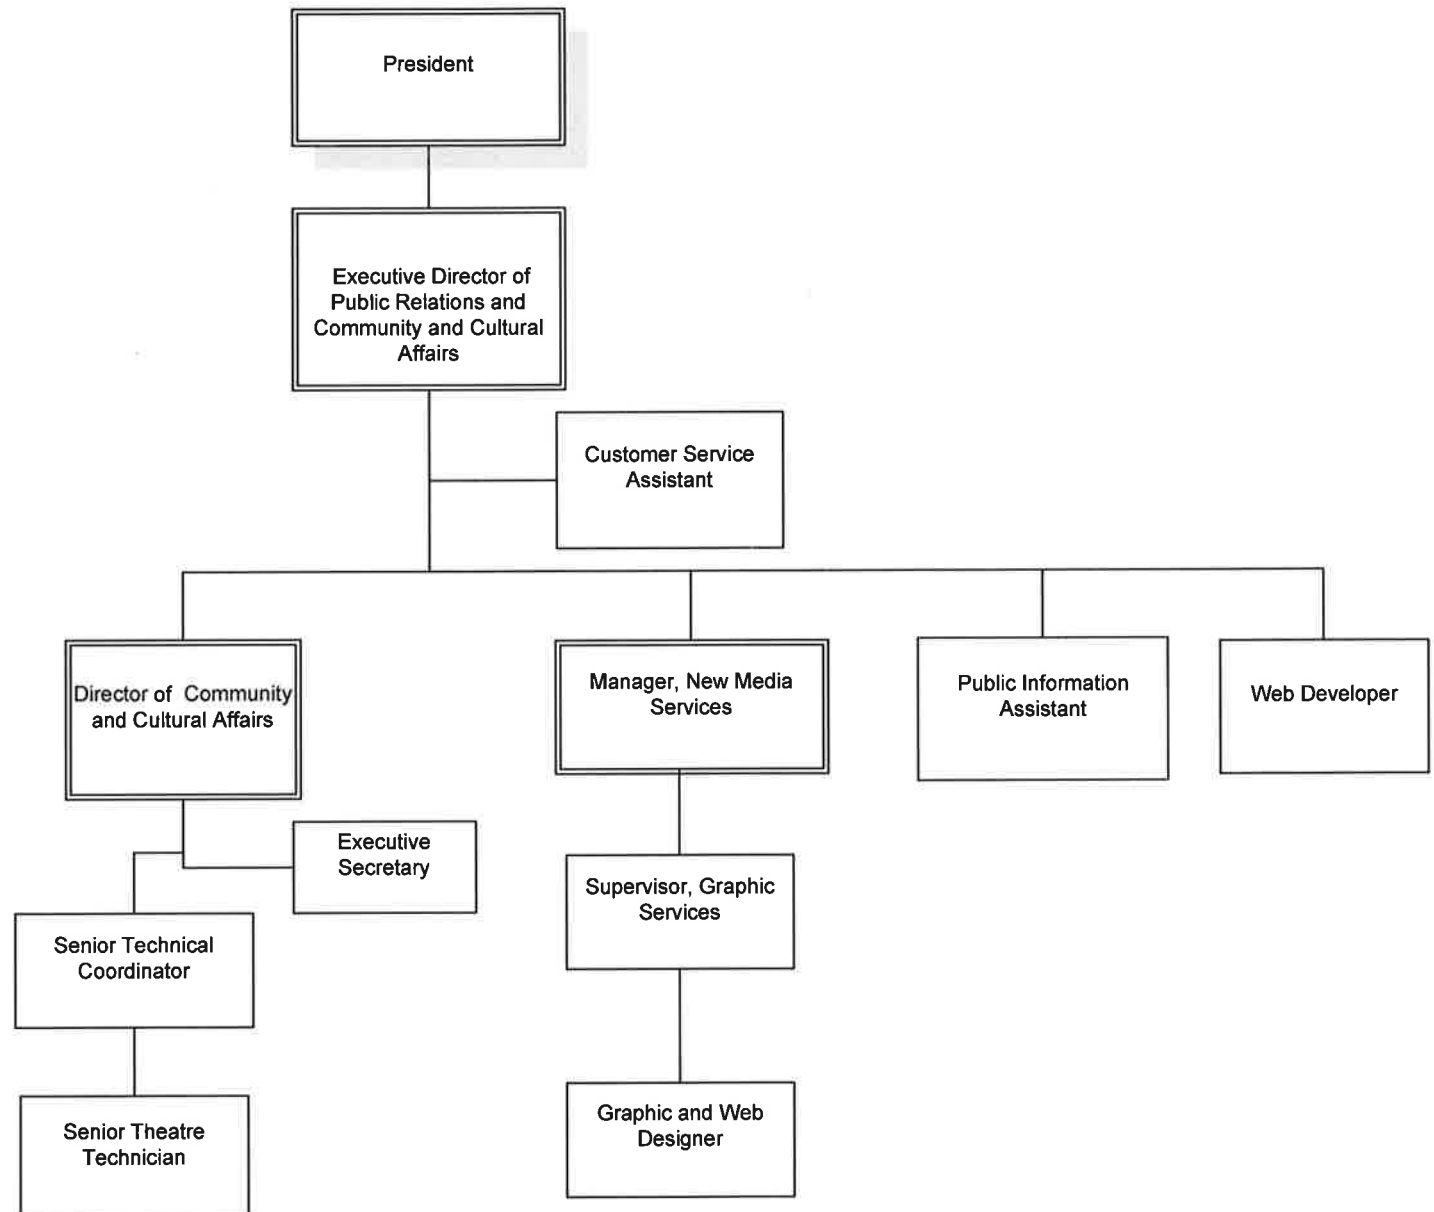 President
Executive Director of
Public Relations and
Community and Cultural
Affairs
Customer Service
Assistant
Director of Community
and Cultural Affairs
Manager, New Media
Services
Public Information
Assistant
Web Developer
Executive
Secretary
Supervisor, Graphic
Services
Senior Technical
Coordinator
Graphic and Web
Designer
Senior Theatre
Technician